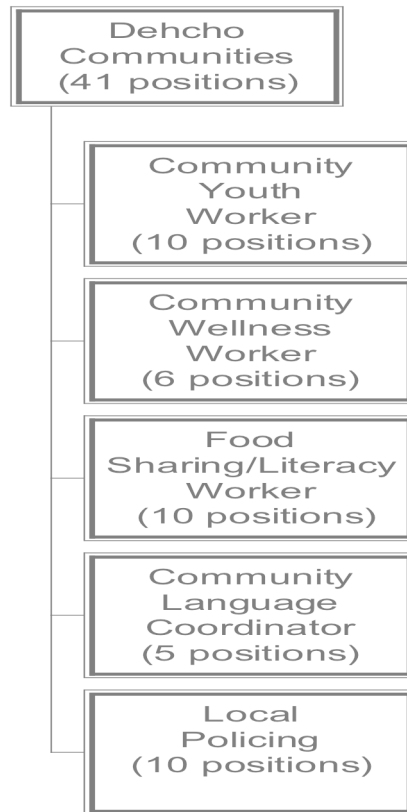 Dehcho
Communities
(41 positions)
Community
Youth
Worker
(10 positions)
Community
Wellness
Worker
(6 positions)
Food
Sharing/Literacy
Worker
(10 positions)
Community
Language
Coordinator
(5 positions)
Local
Policing
(10 positions)